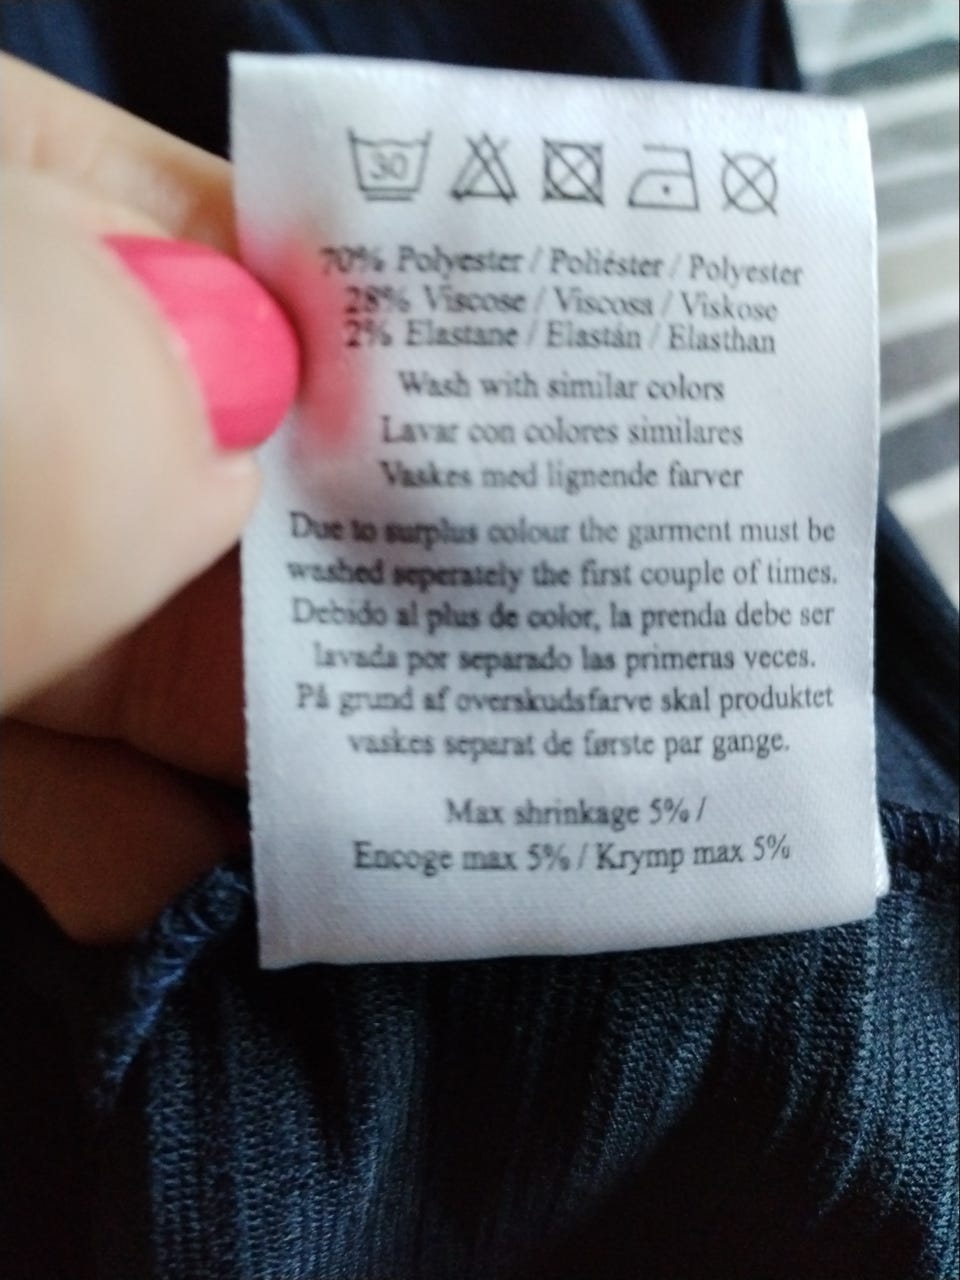 30
70% Polyester / Poliéster / Polyester
28% Viscose / Viscosa / Viskose
2% Elastane / Elastán / Elasthan
Wash with similar colors
Lavar con colores similares
Vaskes med lignende farver
Due to surplus colour the garment must be
washed seperately the first couple of times.
Debido al plus de color, la prenda debe ser
lavada por separado las primeras veces.
På grund af overskudsfarve skal produktet
vaskes separat de første par gange.
Max shrinkage 5% /
Encoge max 5% / Krymp max 5%